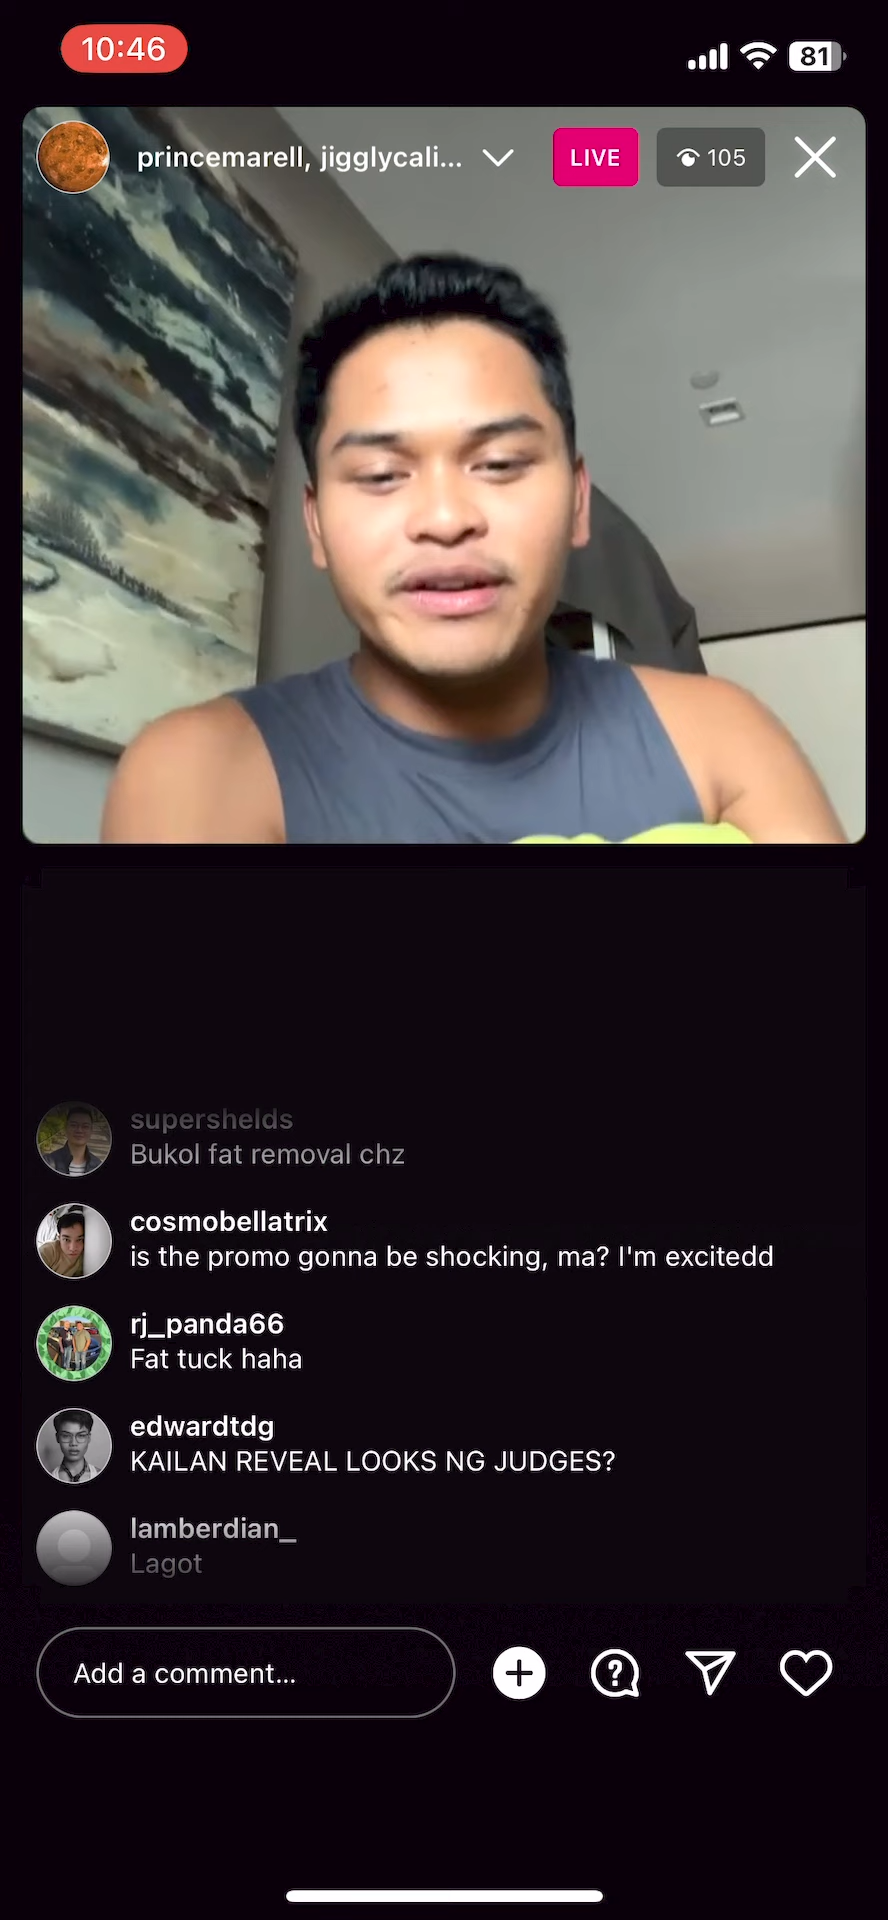 10:46
81
princemarell, jigglycali...
LIVE
105
supershelds
Bukol fat removal chz
cosmobellatrix
is the promo gonna be shocking, ma? I'm excitedd
rj_panda66
Fat tuck haha
edwardtdg
KAILAN REVEAL LOOKS NG JUDGES?
lamberdian_
Lagot
Add a comment...